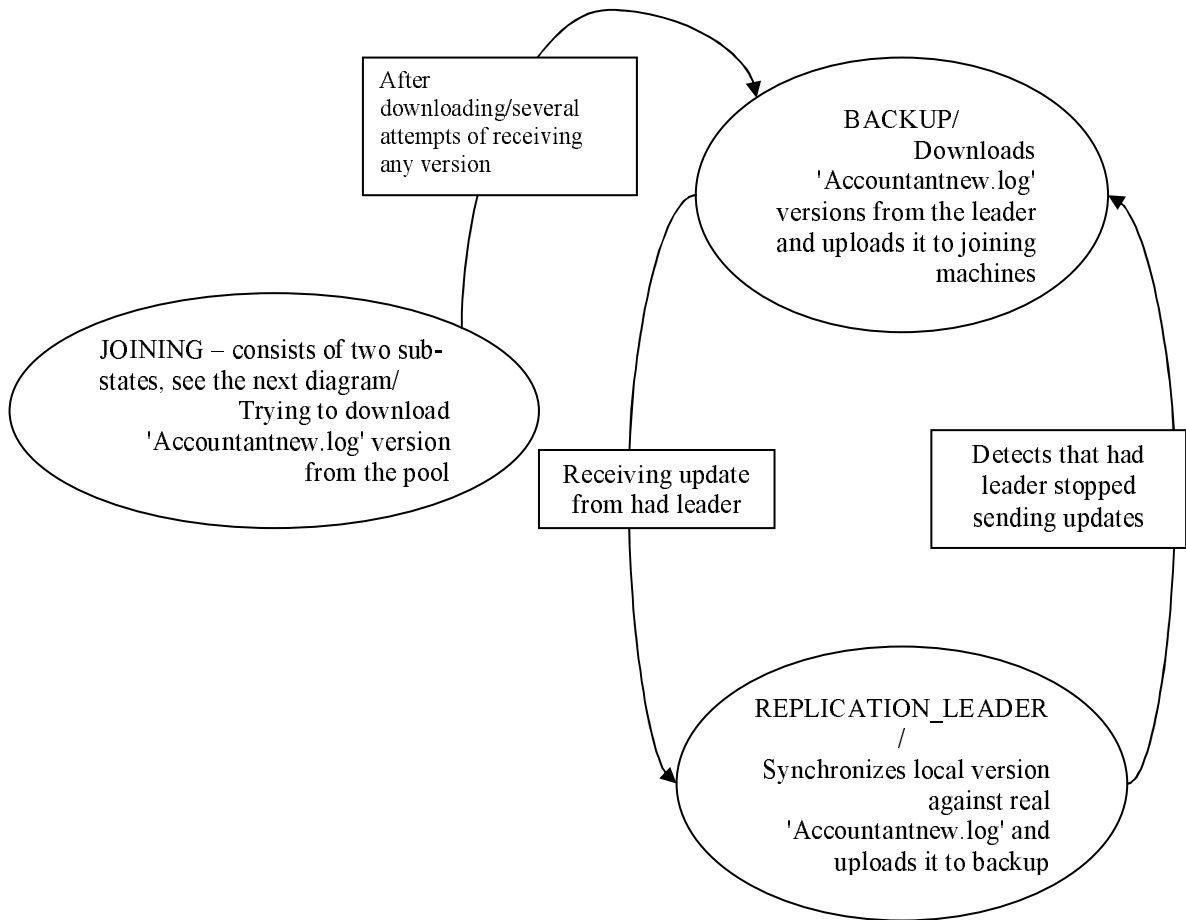 After
downloading/several
attempts of receiving
any version
BACKUP/
Downloads
'Accountantnew.log'
versions from the leader
and uploads it to joining
machines
JOINING – consists of two sub-
states, see the next diagram/
Trying to download
'Accountantnew.log' version
from the pool
Receiving update
from had leader
Detects that had
leader stopped
sending updates
REPLICATION_LEADER
/
Synchronizes local version
against real
'Accountantnew.log' and
uploads it to backup